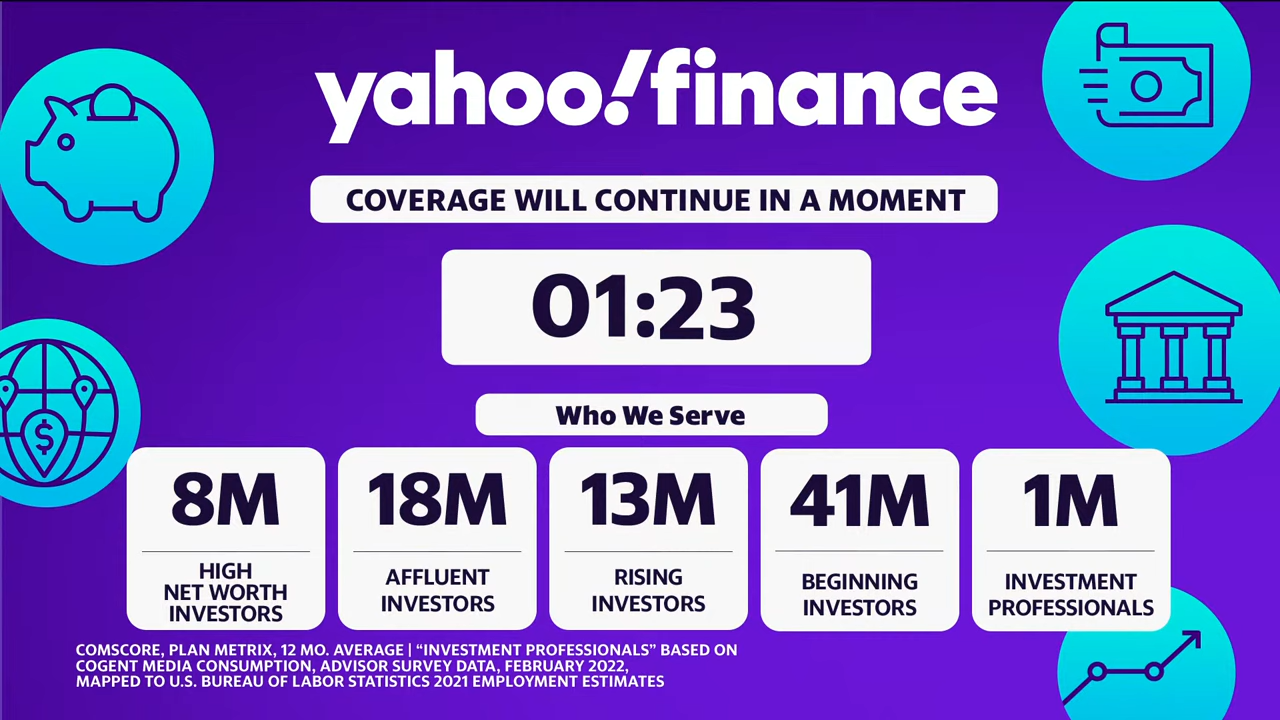 yahoo!finance
COVERAGE WILL CONTINUE IN A MOMENT
01:23
Who We Serve
8M
HIGH
NET WORTH
INVESTORS
18M
AFFLUENT
INVESTORS
13M
RISING
INVESTORS
41M
BEGINNING
INVESTORS
1M
INVESTMENT
PROFESSIONALS
COMSCORE, PLAN METRIX, 12 MO. AVERAGE | “INVESTMENT PROFESSIONALS” BASED ON
COGENT MEDIA CONSUMPTION, ADVISOR SURVEY DATA, FEBRUARY 2022,
MAPPED TO U.S. BUREAU OF LABOR STATISTICS 2021 EMPLOYMENT ESTIMATES
$